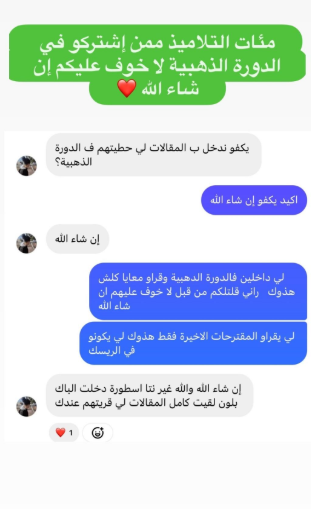 مئات التلاميذ ممن إشتركو في
الدورة الذهبية لا خوف عليكم إن
شاء الله ❤️
يكفو ندخل ب المقالات لي حطيتهم ف الدورة
الذهبية؟
اكيد يكفو إن شاء الله
إن شاء الله
لي داخلين فالدورة الدهبية وقراو معايا كلش
هذوك راني قلتلكم من قبل لا خوف عليهم ان
شاء الله
لي يقراو المقترحات الاخيرة فقط هذوك لي يكونو
في الريسك
إن شاء الله والله غير نتا اسطورة دخلت الباك
بلون لقيت كامل المقالات لي قريتهم عندك
❤️ 1